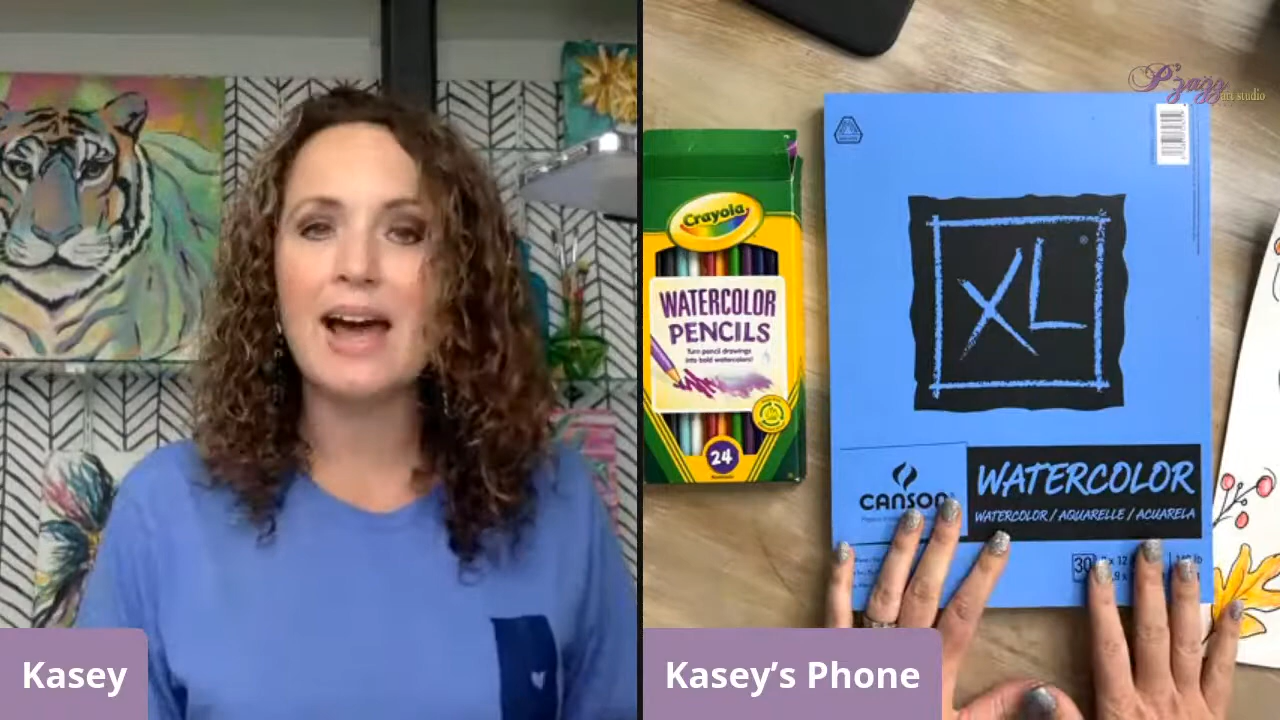 Kasey
Kasey's Phone
P'zazz
art studio
Crayola
WATERCOLOR
PENCILS
Turn pencil drawings
into bold watercolors!
24
XL
®
CANSON
WATERCOLOR
WATERCOLOR / AQUARELLE / ACUARELA
30